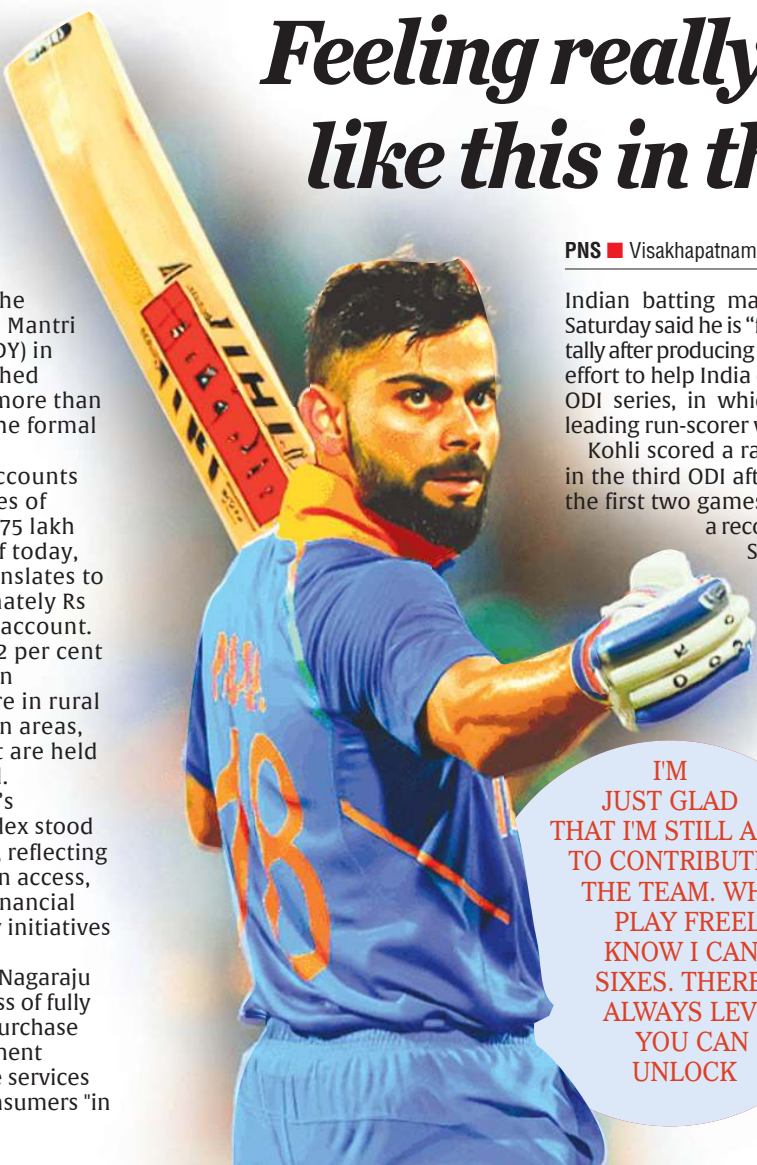 Feeling really
like this in th
PNS ■ Visakhapatnam
Indian batting ma
Saturday said he is “f
tally after producing
effort to help India
ODI series, in whic
leading run-scorer w
Kohli scored a ra
in the third ODI aft
the first two games
a reco
S
I'M
JUST GLAD
THAT I'M STILL A
TO CONTRIBUT
THE TEAM. WH
PLAY FREEL
KNOW I CAN
SIXES. THERE
ALWAYS LEV
YOU CAN
UNLOCK
he
Mantri
DY) in
hed
more than
he formal
ccounts
es of
75 lakh
f today,
nslates to
nately Rs
account.
2 per cent
n
re in rural
n areas,
t are held
l.
’s
dex stood
, reflecting
n access,
nancial
initiatives
Nagaraju
ss of fully
urchase
nent
e services
nsumers "in
18